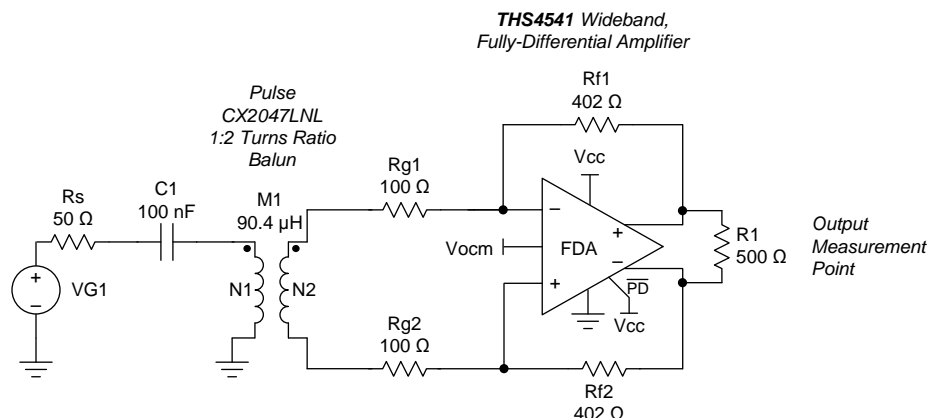 THS4541 Wideband,
Fully-Differential Amplifier
Rf1
402 Ω
Pulse
CX2047LNL
1:2 Turns Ratio
Balun
Vcc
Rg1
100 Ω
C1
100 nF
M1
90.4 µH
Rs
50 Ω
R1
500 Ω
Output
Measurement
Point
Vocm
FDA
+
−
−
+
VG1
+
−
N1
N2
PD
Vcc
Rg2
100 Ω
Rf2
402 Ω